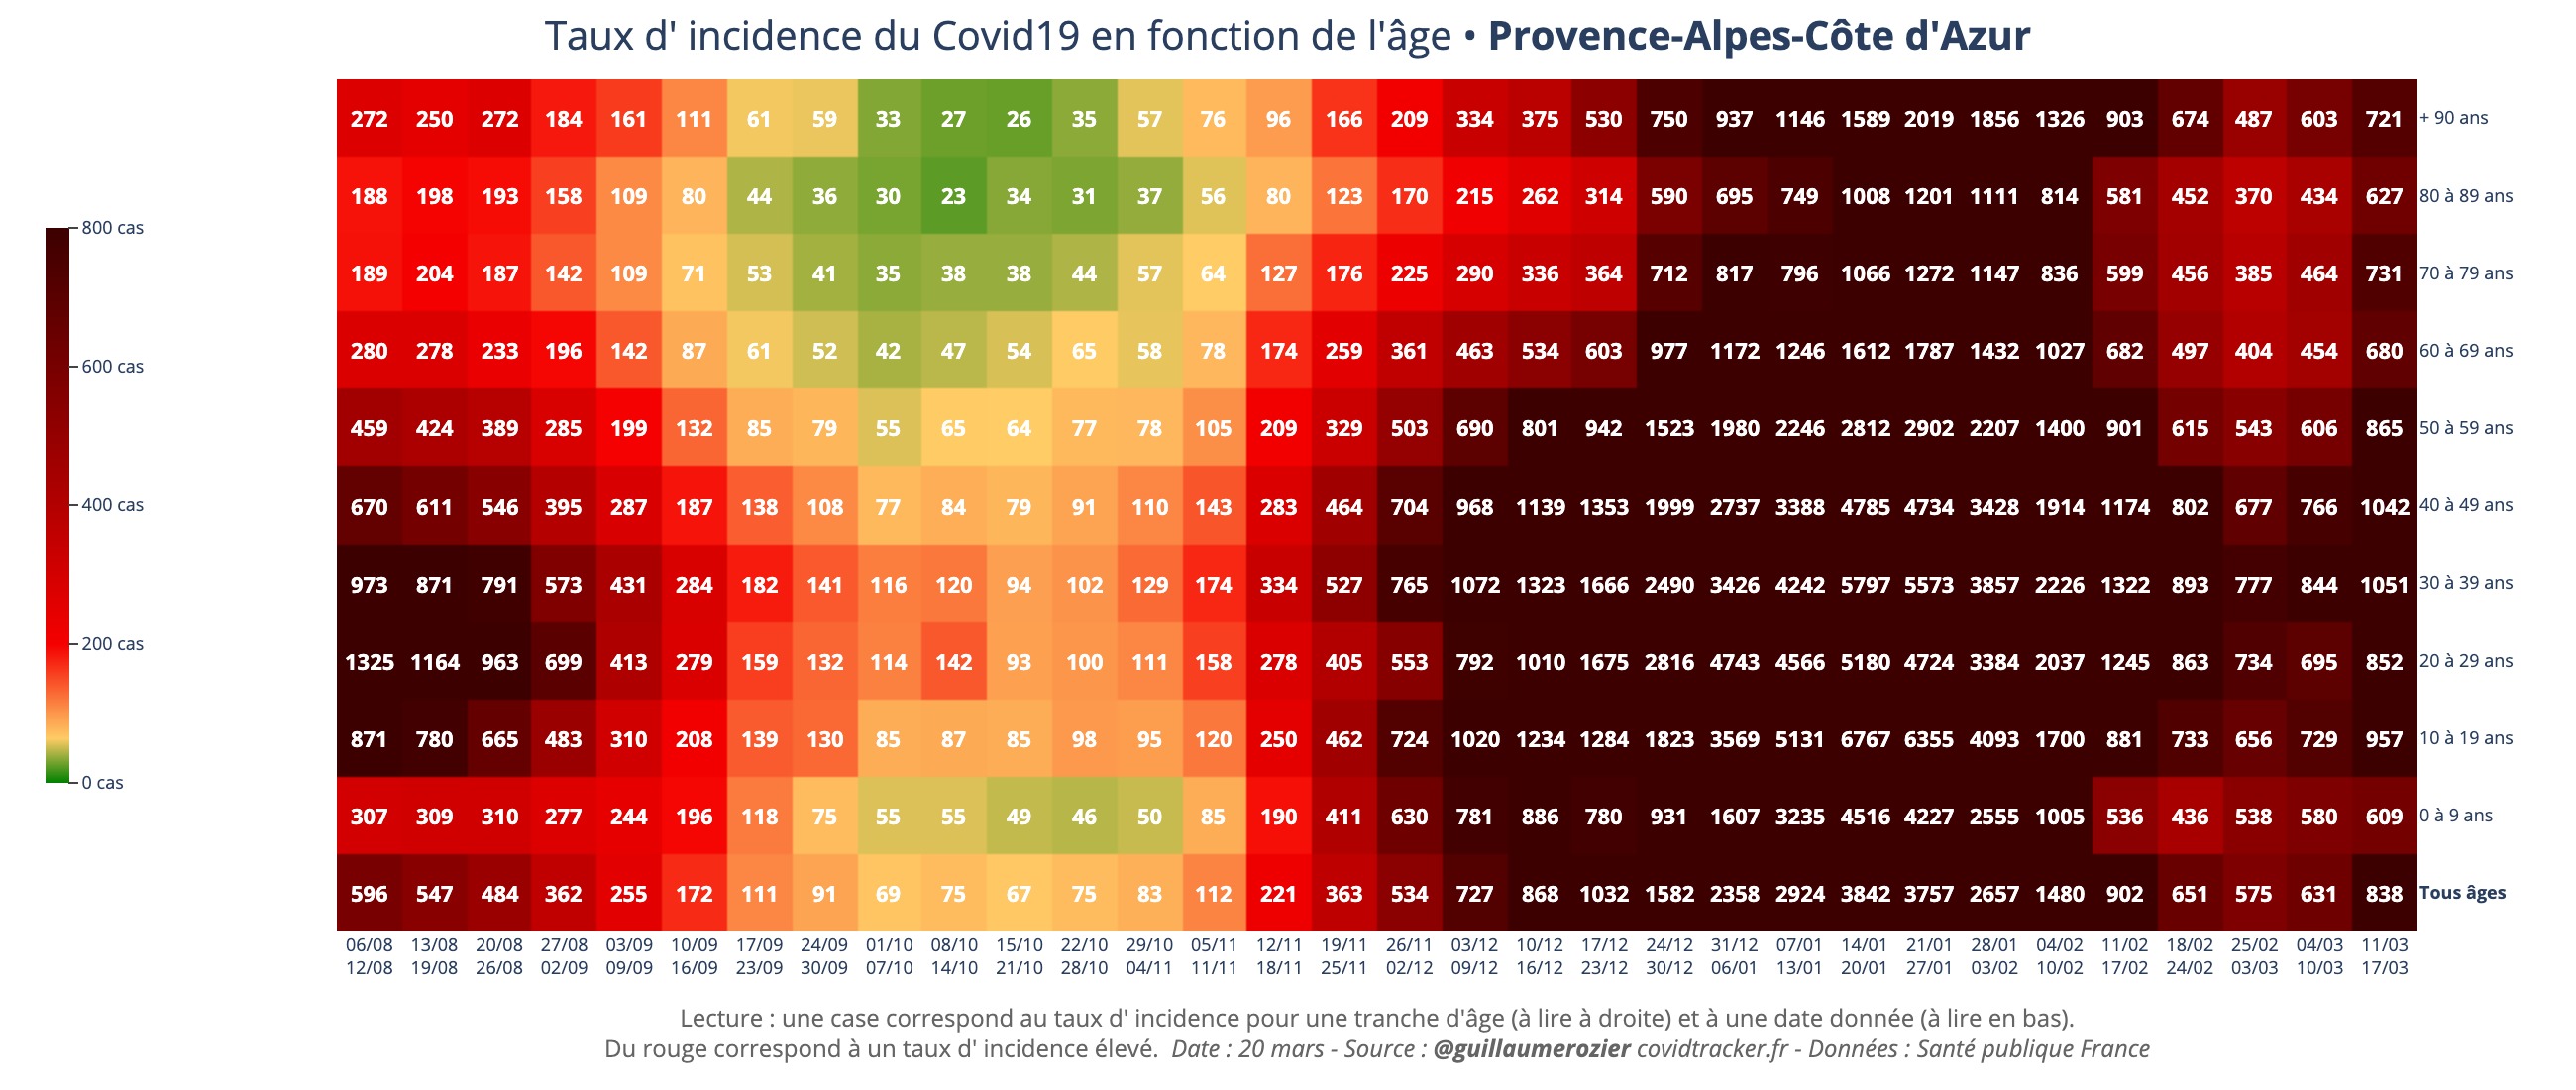 Taux d' incidence du Covid19 en fonction de l'âge • Provence-Alpes-Côte d'Azur
800 cas
600 cas
400 cas
200 cas
0 cas
272 250 272 184 161 111 61 59 33 27 26 35 57 76 96 166 209 334 375 530 750 937 1146 1589 2019 1856 1326 903 674 487 603 721 + 90 ans
188 198 193 158 109 80 44 36 30 23 34 31 37 56 80 123 170 215 262 314 590 695 749 1008 1201 1111 814 581 452 370 434 627 80 à 89 ans
189 204 187 142 109 71 53 41 35 38 38 44 57 64 127 176 225 290 336 364 712 817 796 1066 1272 1147 836 599 456 385 464 731 70 à 79 ans
280 278 233 196 142 87 61 52 42 47 54 65 58 78 174 259 361 463 534 603 977 1172 1246 1612 1787 1432 1027 682 497 404 454 680 60 à 69 ans
459 424 389 285 199 132 85 79 55 65 64 77 78 105 209 329 503 690 801 942 1523 1980 2246 2812 2902 2207 1400 901 615 543 606 865 50 à 59 ans
670 611 546 395 287 187 138 108 77 84 79 91 110 143 283 464 704 968 1139 1353 1999 2737 3388 4785 4734 3428 1914 1174 802 677 766 1042 40 à 49 ans
973 871 791 573 431 284 182 141 116 120 94 102 129 174 334 527 765 1072 1323 1666 2490 3426 4242 5797 5573 3857 2226 1322 893 777 844 1051 30 à 39 ans
1325 1164 963 699 413 279 159 132 114 142 93 100 111 158 278 405 553 792 1010 1675 2816 4743 4566 5180 4724 3384 2037 1245 863 734 695 852 20 à 29 ans
871 780 665 483 310 208 139 130 85 87 85 98 95 120 250 462 724 1020 1234 1284 1823 3569 5131 6767 6355 4093 1700 881 733 656 729 957 10 à 19 ans
307 309 310 277 244 196 118 75 55 55 49 46 50 85 190 411 630 781 886 780 931 1607 3235 4516 4227 2555 1005 536 436 538 580 609 0 à 9 ans
596 547 484 362 255 172 111 91 69 75 67 75 83 112 221 363 534 727 868 1032 1582 2358 2924 3842 3757 2657 1480 902 651 575 631 838 Tous âges
06/08 13/08 20/08 27/08 03/09 10/09 17/09 24/09 01/10 08/10 15/10 22/10 29/10 05/11 12/11 19/11 26/11 03/12 10/12 17/12 24/12 31/12 07/01 14/01 21/01 28/01 04/02 11/02 18/02 25/02 04/03 11/03
12/08 19/08 26/08 02/09 09/09 16/09 23/09 30/09 07/10 14/10 21/10 28/10 04/11 11/11 18/11 25/11 02/12 09/12 16/12 23/12 30/12 06/01 13/01 20/01 27/01 03/02 10/02 17/02 24/02 03/03 10/03 17/03
Lecture : une case correspond au taux d' incidence pour une tranche d'âge (à lire à droite) et à une date donnée (à lire en bas).
Du rouge correspond à un taux d' incidence élevé. Date : 20 mars - Source : @guillaumerozier covidtracker.fr - Données : Santé publique France